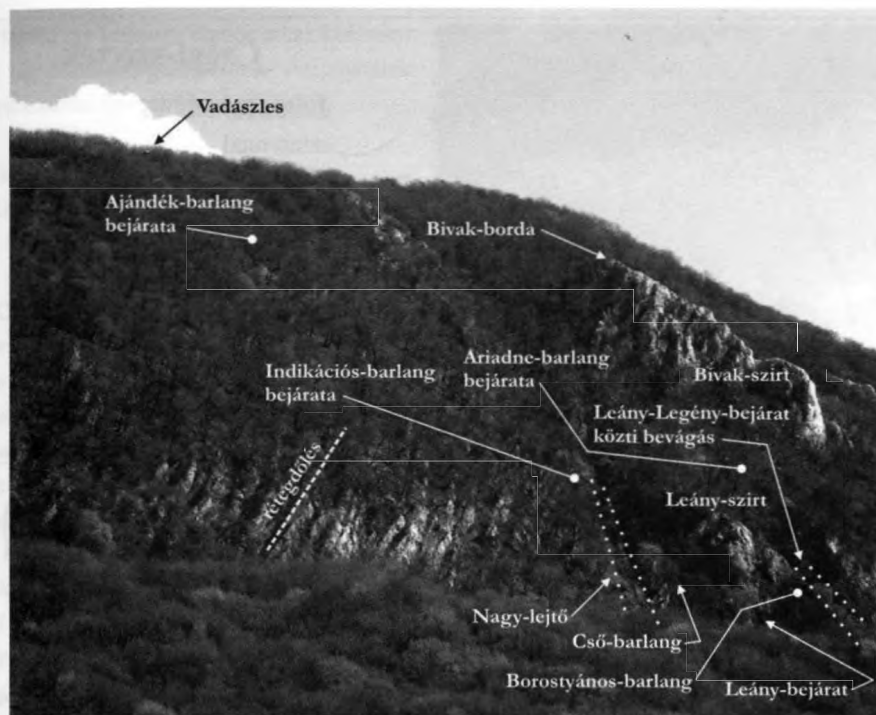 Vadászles
Ajándék-barlang
bejárata
Bivak-borda
Indikációs-barlang
bejárata
Ariadne-barlang
bejárata
Bivak-szirt
Leány-Legény-bejárat
közti bevágás
rétegdőlés
Leány-szirt
Nagy-lejtő
Cső-barlang
Borostyános-barlang
Leány-bejárat